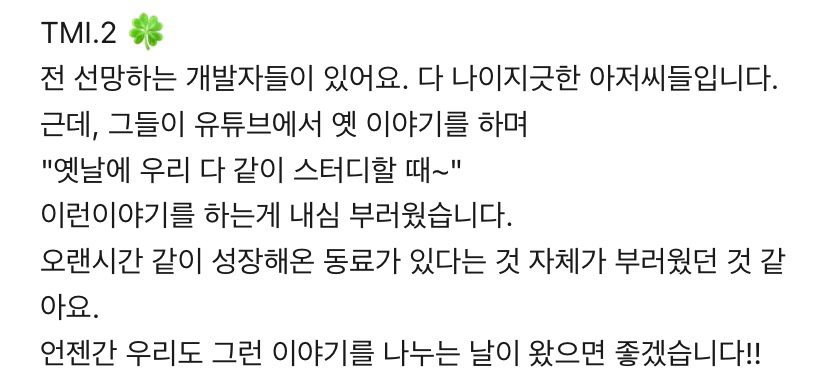 TMI.2 🍀
전 선망하는 개발자들이 있어요. 다 나이지긋한 아저씨들입니다.
근데, 그들이 유튜브에서 옛 이야기를 하며
"옛날에 우리 다 같이 스터디할 때~"
이런이야기를 하는게 내심 부러웠습니다.
오랜시간 같이 성장해온 동료가 있다는 것 자체가 부러웠던 것 같
아요.
언젠간 우리도 그런 이야기를 나누는 날이 왔으면 좋겠습니다!!